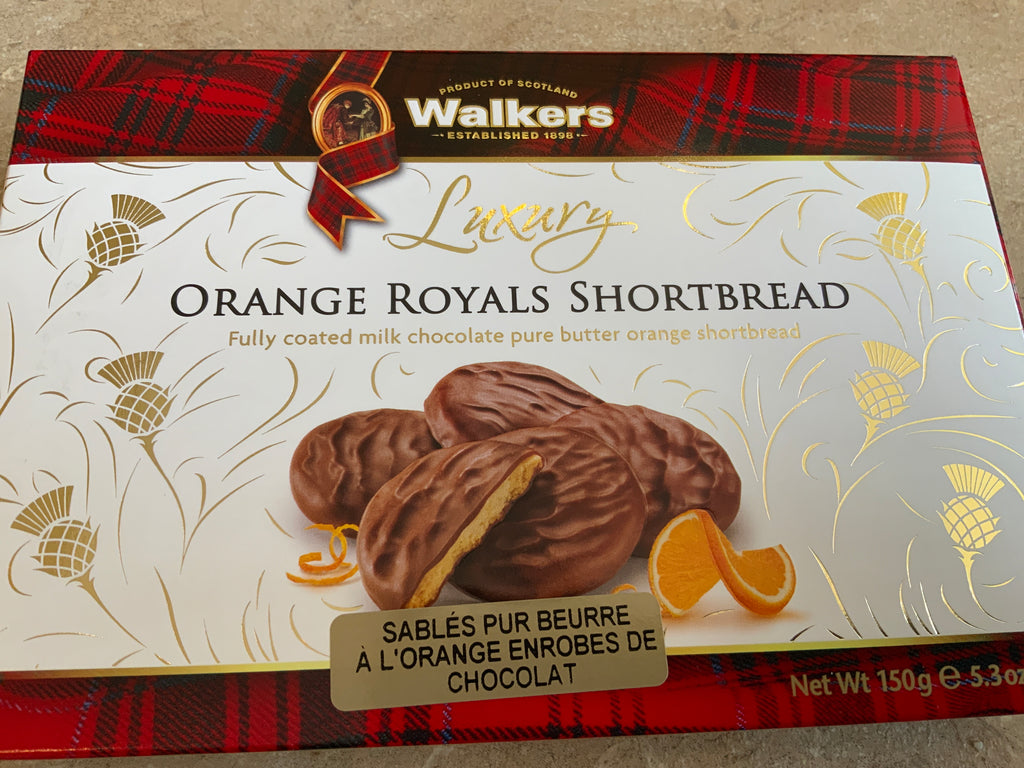 PRODUCT OF SCOTLAND
Walkers
ESTABLISHED 1898
Luxury
ORANGE ROYALS SHORTBREAD
Fully coated milk chocolate pure butter orange shortbread
SABLÉS PUR BEURRE
À L'ORANGE ENROBES DE
CHOCOLAT
Net Wt 150g ℮ 5.3oz